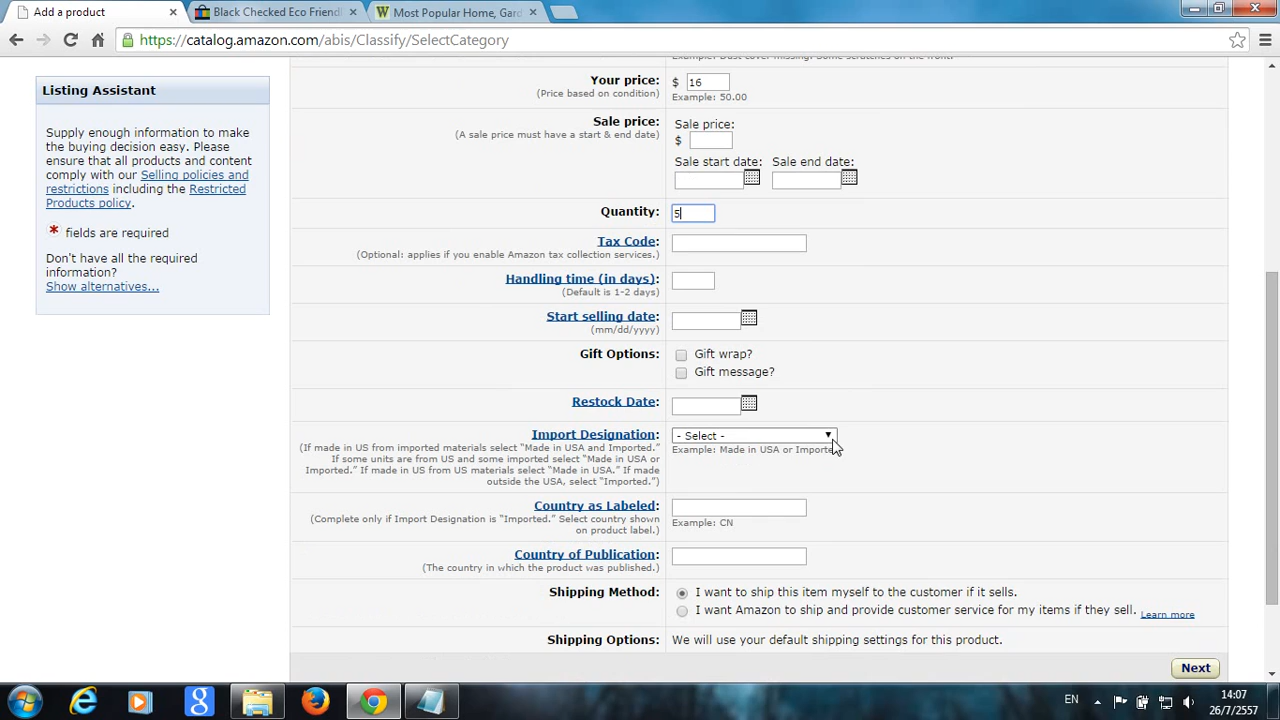 Add a product
Black Checked Eco Friendl
Most Popular Home, Gard
https://catalog.amazon.com/abis/Classify/SelectCategory
Listing Assistant
Supply enough information to make
the buying decision easy. Please
ensure that all products and content
comply with our Selling policies and
restrictions including the Restricted
Products policy.
* fields are required
Don't have all the required
information?
Show alternatives...
Example: Dust cover missing. Some scratches on the front.
Your price: $ 16
(Price based on condition) Example: 50.00
Sale price: Sale price:
(A sale price must have a start & end date) $
Sale start date: Sale end date:
Quantity: 5
Tax Code:
(Optional: applies if you enable Amazon tax collection services.)
Handling time (in days):
(Default is 1-2 days)
Start selling date:
(mm/dd/yyyy)
Gift Options: Gift wrap?
Gift message?
Restock Date:
Import Designation: - Select -
(If made in US from imported materials select “Made in USA and Imported.” Example: Made in USA or Imported
If some units are from US and some imported select “Made in USA or
Imported.” If made in US from US materials select “Made in USA.” If made
outside the USA, select “Imported.”)
Country as Labeled:
(Complete only if Import Designation is “Imported.” Select country shown Example: CN
on product label.)
Country of Publication:
(The country in which the product was published.)
Shipping Method: I want to ship this item myself to the customer if it sells.
I want Amazon to ship and provide customer service for my items if they sell. Learn more
Shipping Options: We will use your default shipping settings for this product.
Next
EN
14:07
26/7/2557